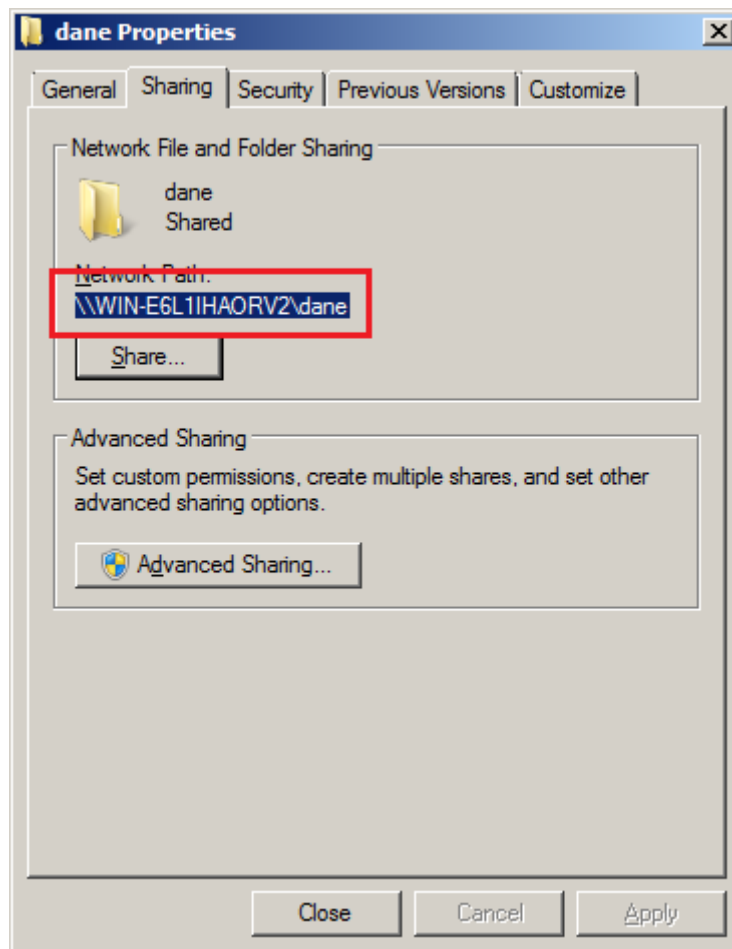 dane Properties
General Sharing Security Previous Versions Customize
Network File and Folder Sharing
dane
Shared
Network Path:
\\WIN-E6L1IHAORV2\dane
Share...
Advanced Sharing
Set custom permissions, create multiple shares, and set other
advanced sharing options.
Advanced Sharing...
Close Cancel Apply